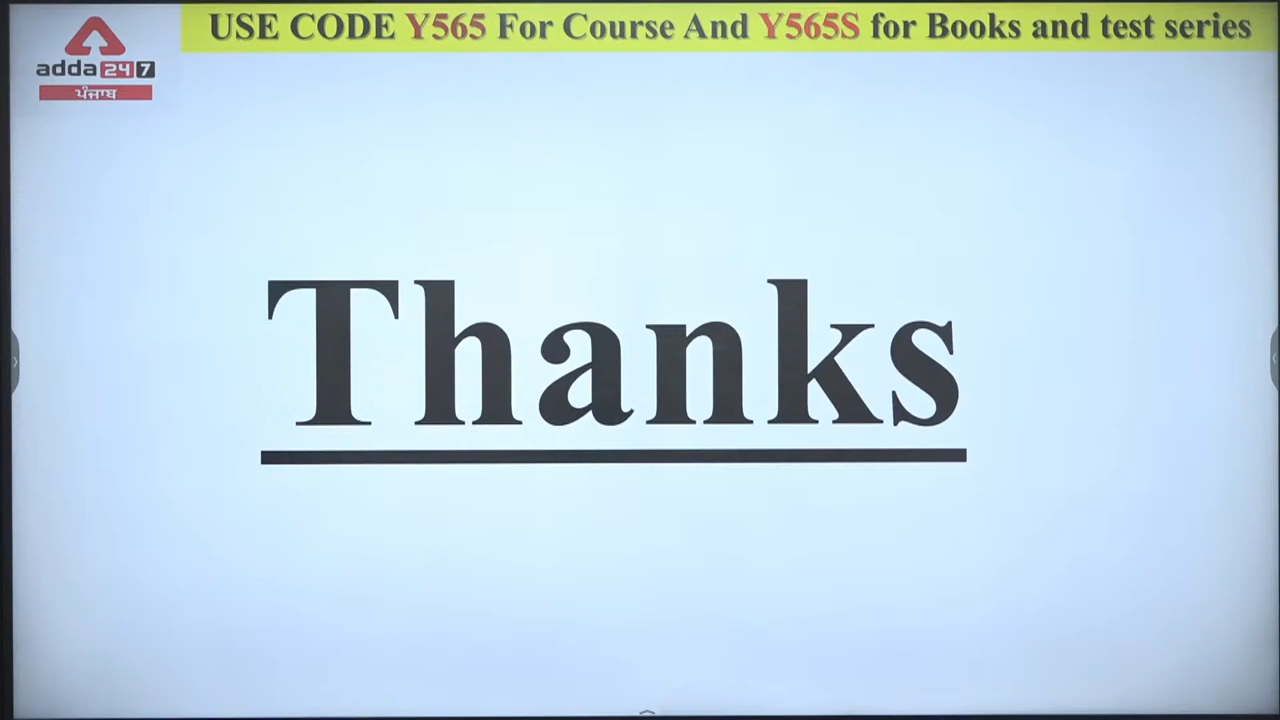 USE CODE Y565 For Course And Y565S for Books and test series
adda247
ਪੰਜਾਬ
Thanks